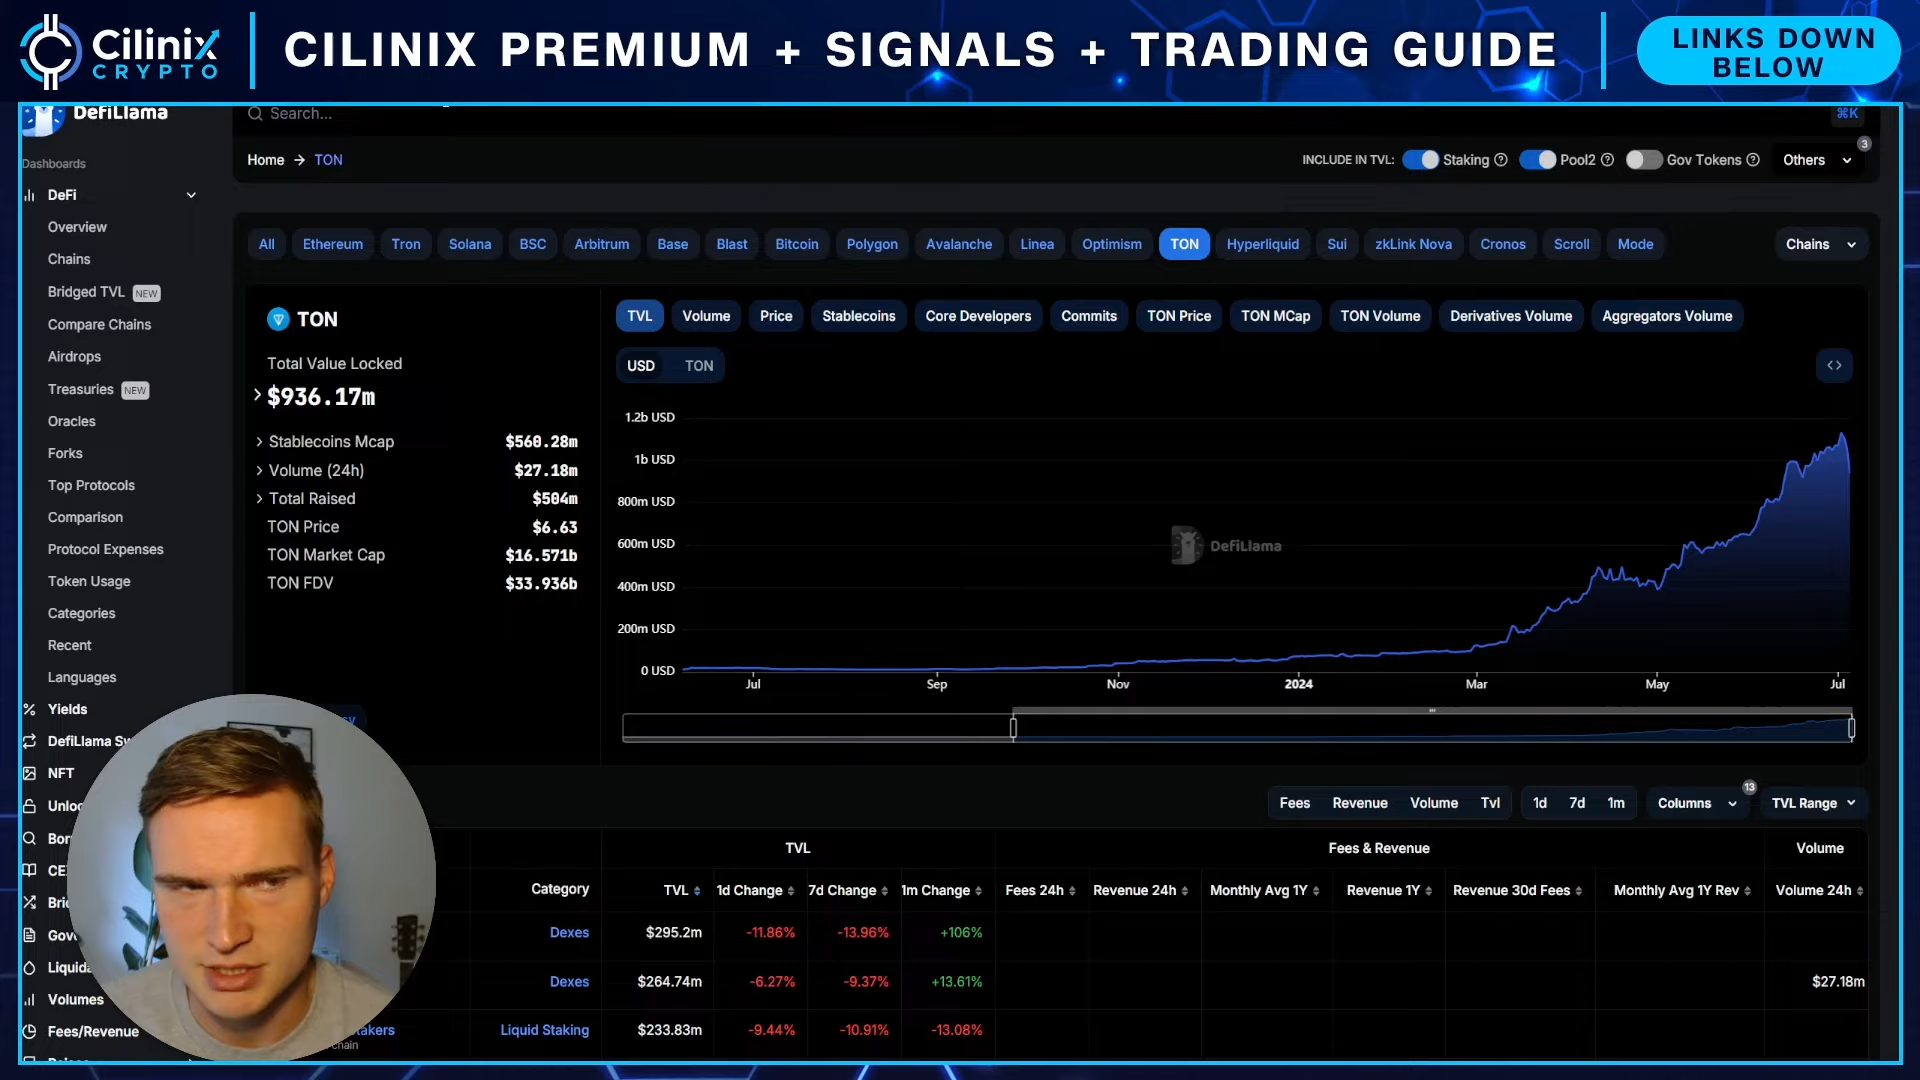 Cilinix
CRYPTO
CILINIX PREMIUM + SIGNALS + TRADING GUIDE
LINKS DOWN
BELOW
DefiLlama
Search...
⌘K
Home → TON
INCLUDE IN TVL: Staking Pool2 Gov Tokens Others 3
Dashboards
DeFi
Overview
Chains
Bridged TVL NEW
Compare Chains
Airdrops
Treasuries NEW
Oracles
Forks
Top Protocols
Comparison
Protocol Expenses
Token Usage
Categories
Recent
Languages
Yields
DefiLlama
NFT
Volumes
Fees/Revenue
All Ethereum Tron Solana BSC Arbitrum Base Blast Bitcoin Polygon Avalanche Linea Optimism TON Hyperliquid Sui zkLink Nova Cronos Scroll Mode Chains
TON
Total Value Locked
$936.17m
Stablecoins Mcap $560.28m
Volume (24h) $27.18m
Total Raised $504m
TON Price $6.63
TON Market Cap $16.571b
TON FDV $33.936b
TVL Volume Price Stablecoins Core Developers Commits TON Price TON MCap TON Volume Derivatives Volume Aggregators Volume
USD TON
1.2b USD
1b USD
800m USD
600m USD
400m USD
200m USD
0 USD
DefiLlama
Jul Sep Nov 2024 Mar May Jul
Fees Revenue Volume Tvl 1d 7d 1m Columns 13 TVL Range
TVL Fees & Revenue Volume
Category TVL 1d Change 7d Change 1m Change Fees 24h Revenue 24h Monthly Avg 1Y Revenue 1Y Revenue 30d Fees Monthly Avg 1Y Rev Volume 24h
Dexes $295.2m -11.86% -13.96% +106%
Dexes $264.74m -6.27% -9.37% +13.61% $27.18m
Liquid Staking $233.83m -9.44% -10.91% -13.08%
chain